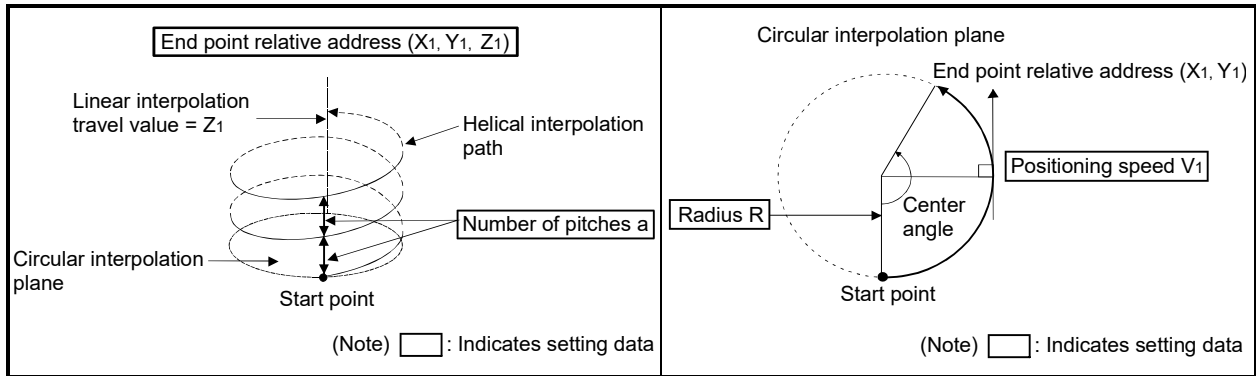 End point relative address (X1, Y1, Z1)
Linear interpolation
travel value = Z1
Helical interpolation
path
Number of pitches a
Circular interpolation
plane
Start point
(Note) : Indicates setting data
Circular interpolation plane
End point relative address (X1, Y1)
Positioning speed V1
Radius R
Center
angle
Start point
(Note) : Indicates setting data